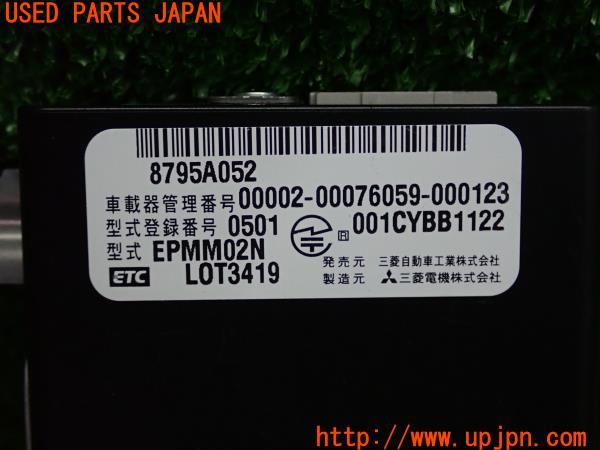 USED PARTS JAPAN
8795A052
車載器管理番号 00002-00076059-000123
型式登録番号 0501 R 001CYBB1122
型式 EPMM02N
ETC LOT3419
発売元 三菱自動車工業株式会社
製造元 三菱電機株式会社
https://www.upjpn.com/